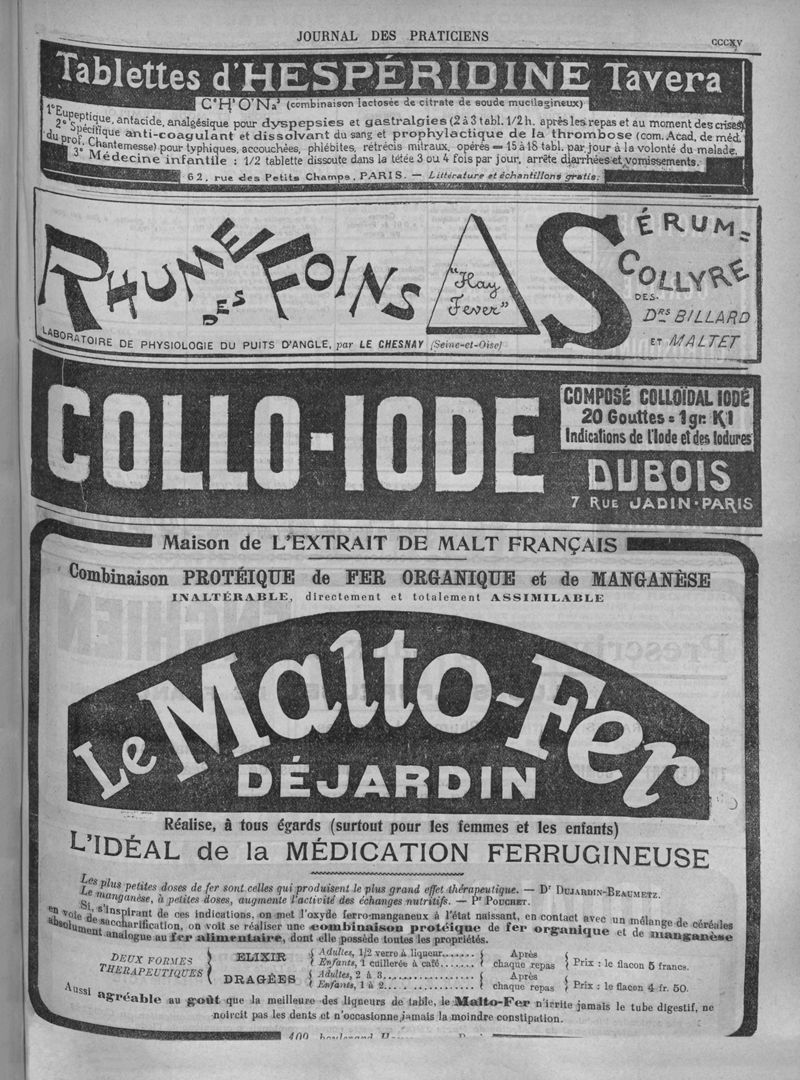 JOURNAL DES PRATICIENS
CCCXV
Tablettes d'HESPÉRIDINE Tavera
(combinaison lactosée de citrate de soude mucilagineux)
1º Eupeptique, antacide, analgésique pour dyspepsies et gastralgies (2 à 3 tabl. 1/2 h. après les repas et au moment des crises)
2º Spécifique anti-coagulant et dissolvant du sang et prophylactique de la thrombose (com. Acad. de méd.
du prof. Chantemesse) pour typhiques, accouchées, phlébites, rétrécis mitraux, opérés = 15 à 18 tabl. par jour à la volonté du malade.
3º Médecine infantile : 1/2 tablette dissoute dans la tétée 3 ou 4 fois par jour, arrête diarrhées et vomissements.
62, rue des Petits Champs, PARIS. — Littérature et échantillons gratis.
RHUME DES FOINS
"Hay
Fever"
SÉRUM=
COLLYRE
DES
DRS BILLARD
ET MALTET
LABORATOIRE DE PHYSIOLOGIE DU PUITS D'ANGLE, par LE CHESNAY (Seine-et-Oise)
COLLO-IODE
COMPOSÉ COLLOÏDAL IODÉ
20 Gouttes = 1 gr. KI
Indications de l'Iode et des Iodures
DUBOIS
7 RUE JADIN - PARIS
Maison de L'EXTRAIT DE MALT FRANÇAIS
Combinaison PROTÉIQUE de FER ORGANIQUE et de MANGANÈSE
INALTÉRABLE, directement et totalement ASSIMILABLE
Le Malto-Fer
DÉJARDIN
Réalise, à tous égards (surtout pour les femmes et les enfants)
L'IDÉAL de la MÉDICATION FERRUGINEUSE
Les plus petites doses de fer sont celles qui produisent le plus grand effet thérapeutique. — Dr DUJARDIN-BEAUMETZ.
Le manganèse, à petites doses, augmente l'activité des échanges nutritifs. — Pr POUCHET.
Si, s'inspirant de ces indications, on met l'oxyde ferro-manganeux à l'état naissant, en contact avec un mélange de céréales
en voie de saccharification, on voit se réaliser une combinaison protéique de fer organique et de manganèse
absolument analogue au fer alimentaire, dont elle possède toutes les propriétés.
DEUX FORMES THÉRAPEUTIQUES
ELIXIR { Adultes, 1/2 verre à liqueur....... Enfants, 1 cuillerée à café....... } Après chaque repas } Prix : le flacon 5 francs.
DRAGÉES { Adultes, 2 à 3............... Enfants, 1 à 2............... } Après chaque repas } Prix : le flacon 4 fr. 50.
Aussi agréable au goût que la meilleure des liqueurs de table, le Malto-Fer n'irrite jamais le tube digestif, ne
noircit pas les dents et n'occasionne jamais la moindre constipation.